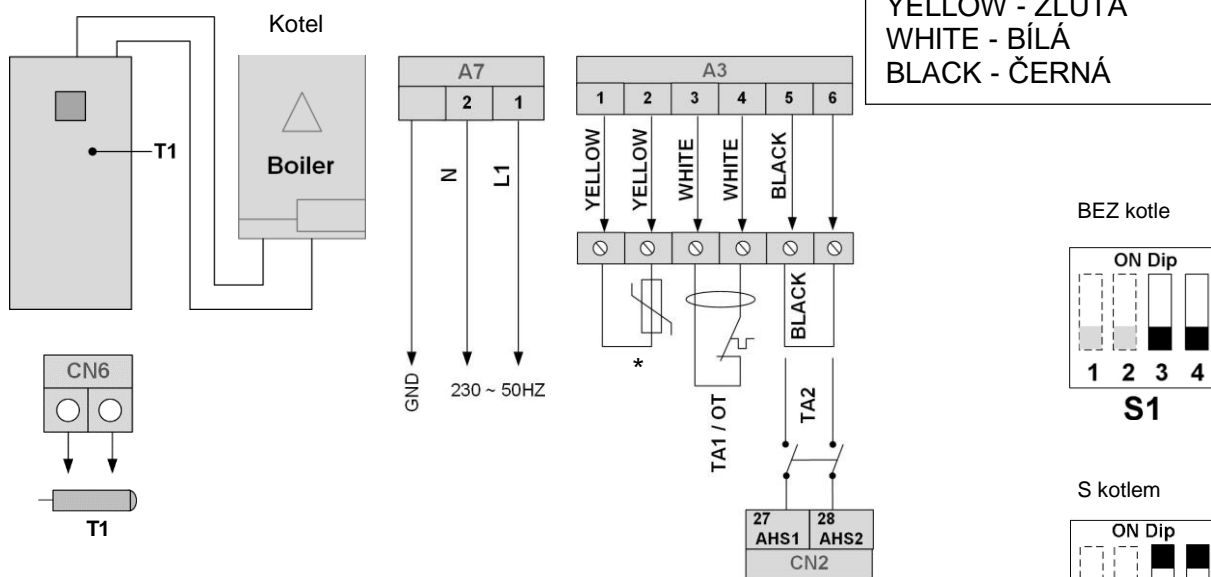 YELLOW - ŽLUTÁ
WHITE - BÍLÁ
BLACK - ČERNÁ
Kotel
Boiler
T1
A7
2 1
N
L1
GND
230 ~ 50HZ
A3
1 2 3 4 5 6
YELLOW
YELLOW
WHITE
WHITE
BLACK
BLACK
*
TA1 / OT
TA2
27 28
AHS1 AHS2
CN2
CN6
T1
BEZ kotle
ON Dip
1 2 3 4
S1
S kotlem
ON Dip